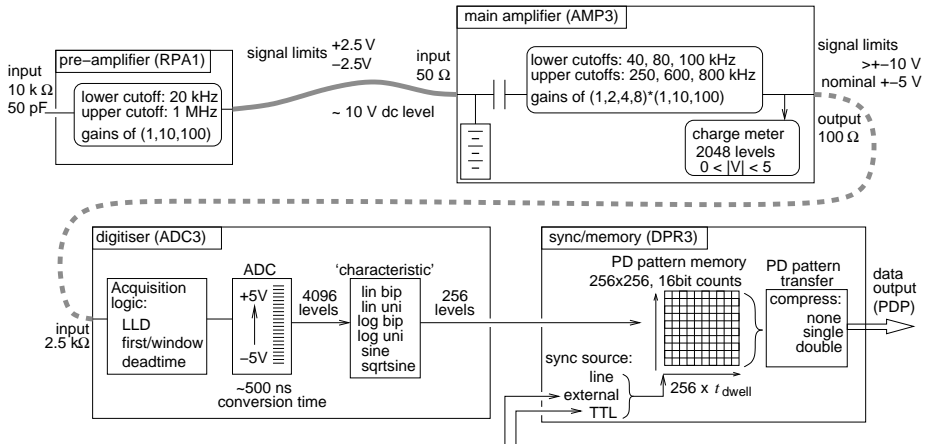 pre-amplifier (RPA1)
input
10 k Ω
50 pF
lower cutoff: 20 kHz
upper cutoff: 1 MHz
gains of (1,10,100)
signal limits
+2.5 V
−2.5V
~ 10 V dc level
main amplifier (AMP3)
input
50 Ω
lower cutoffs: 40, 80, 100 kHz
upper cutoffs: 250, 600, 800 kHz
gains of (1,2,4,8)*(1,10,100)
charge meter
2048 levels
0 < |V| < 5
signal limits
>+−10 V
nominal +−5 V
output
100 Ω
digitiser (ADC3)
input
2.5 kΩ
Acquisition
logic:
LLD
first/window
deadtime
ADC
+5V
−5V
~500 ns
conversion time
4096
levels
'characteristic'
lin bip
lin uni
log bip
log uni
sine
sqrtsine
256
levels
sync/memory (DPR3)
PD pattern memory
256x256, 16bit counts
sync source:
line
external
TTL
256 x t dwell
PD pattern
transfer
compress:
none
single
double
data
output
(PDP)